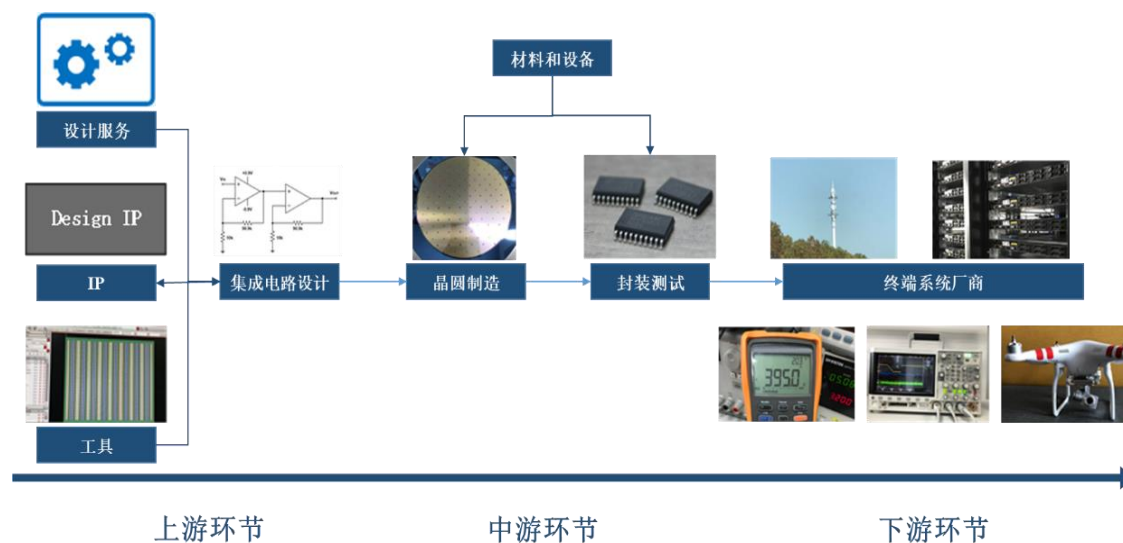 材料和设备
设计服务
Design IP
IP
集成电路设计
晶圆制造
封装测试
终端系统厂商
395.0
工具
上游环节
中游环节
下游环节